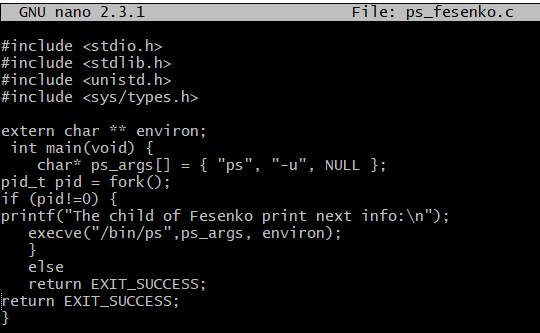 GNU nano 2.3.1 File: ps_fesenko.c
#include <stdio.h>
#include <stdlib.h>
#include <unistd.h>
#include <sys/types.h>
extern char ** environ;
int main(void) {
char* ps_args[] = { "ps", "-u", NULL };
pid_t pid = fork();
if (pid!=0) {
printf("The child of Fesenko print next info:\n");
execve("/bin/ps",ps_args, environ);
}
else
return EXIT_SUCCESS;
return EXIT_SUCCESS;
}